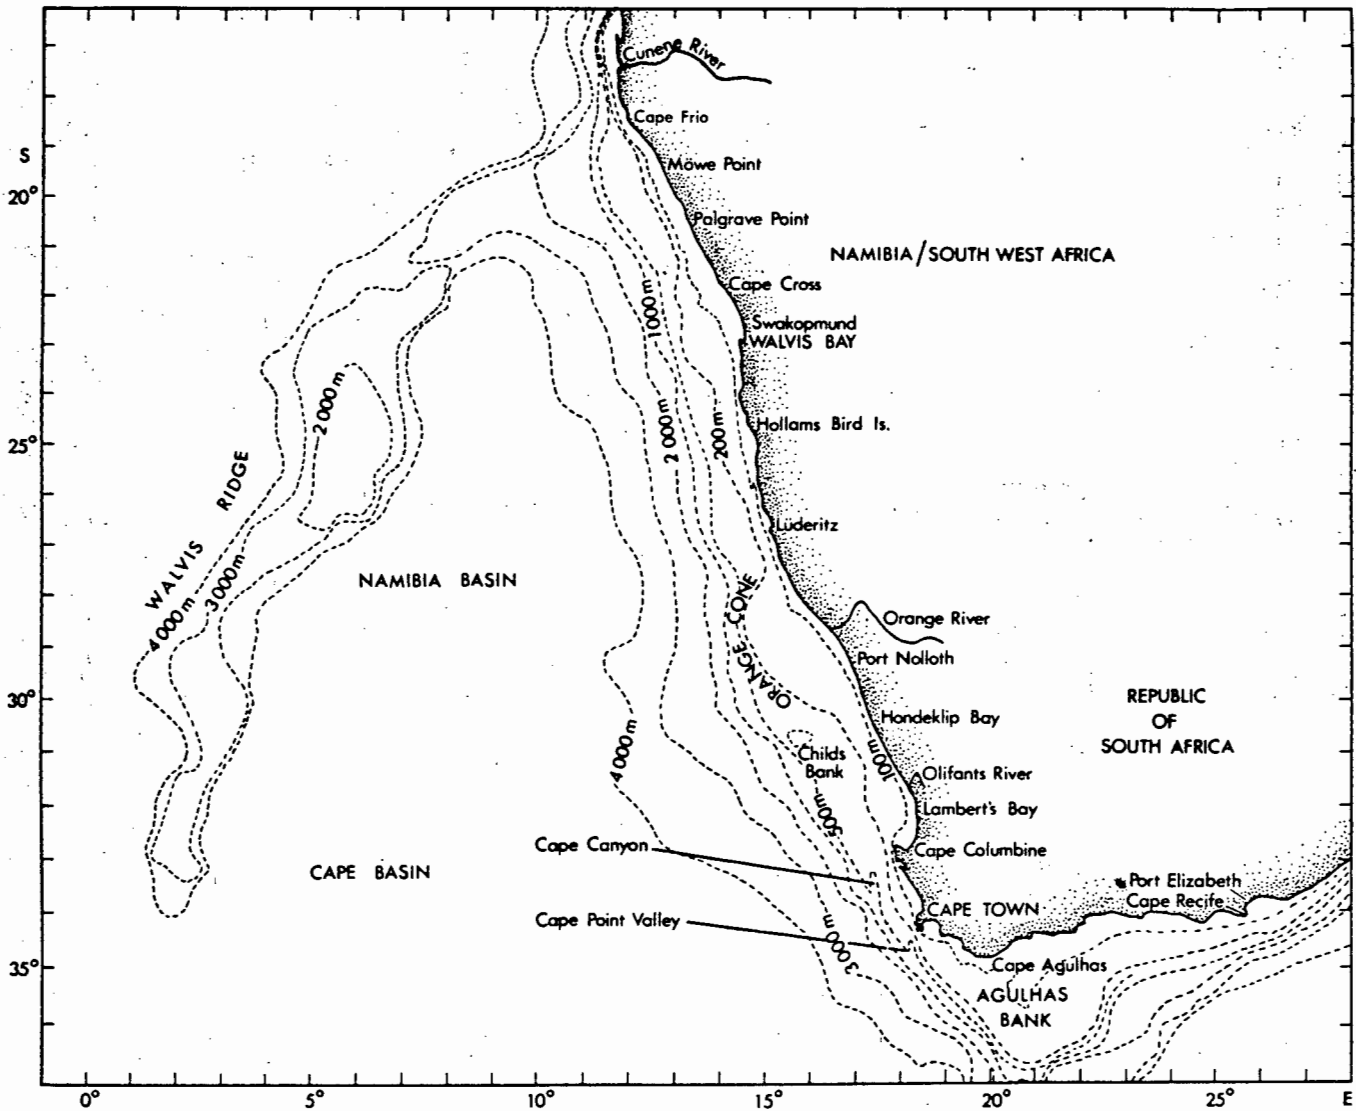 Cunene River
Cape Frio
S
Möwe Point
20°
Palgrave Point
NAMIBIA/SOUTH WEST AFRICA
Cape Cross
1000m
Swakopmund
WALVIS BAY
2000m
Hollams Bird Is.
2000m
200m
25°
WALVIS RIDGE
Lüderitz
NAMIBIA BASIN
3000m
4000m
ORANGE CONE
Orange River
Port Nolloth
30°
REPUBLIC
OF
SOUTH AFRICA
Hondeklip Bay
4000m
Childs
Bank
100m
Olifants River
Lambert's Bay
500m
Cape Canyon
Cape Columbine
CAPE BASIN
Port Elizabeth
Cape Recife
CAPE TOWN
Cape Point Valley
3000m
35°
Cape Agulhas
AGULHAS
BANK
0° 5° 10° 15° 20° 25° E